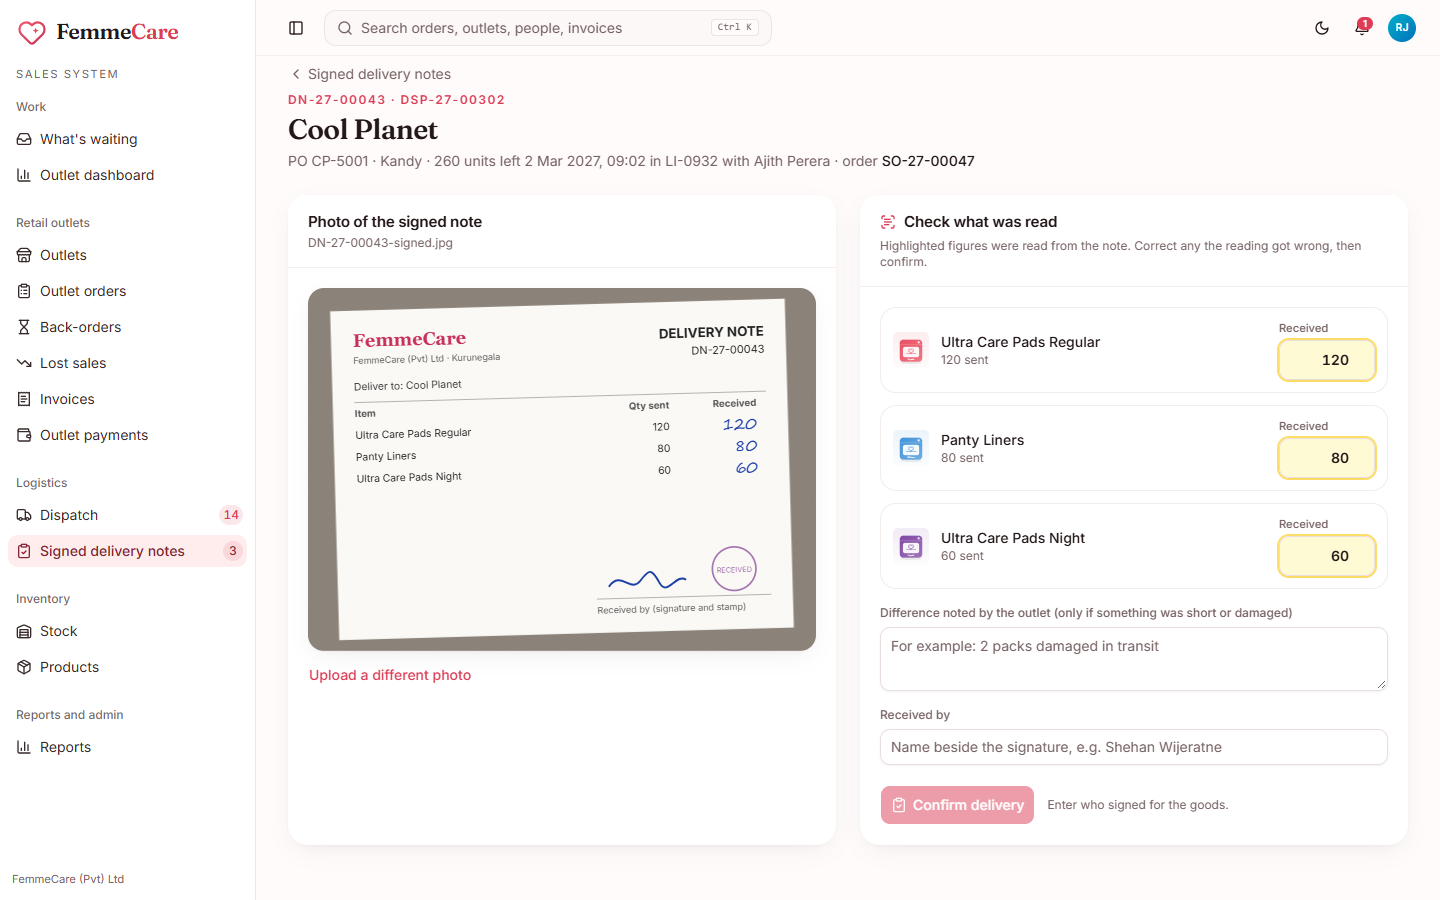 FemmeCare
SALES SYSTEM
Work
What's waiting
Outlet dashboard
Retail outlets
Outlets
Outlet orders
Back-orders
Lost sales
Invoices
Outlet payments
Logistics
Dispatch 14
Signed delivery notes 3
Inventory
Stock
Products
Reports and admin
Reports
FemmeCare (Pvt) Ltd
Search orders, outlets, people, invoices Ctrl K
1
RJ
Signed delivery notes
DN-27-00043 · DSP-27-00302
Cool Planet
PO CP-5001 · Kandy · 260 units left 2 Mar 2027, 09:02 in LI-0932 with Ajith Perera · order SO-27-00047
Photo of the signed note
DN-27-00043-signed.jpg
FemmeCare DELIVERY NOTE
FemmeCare (Pvt) Ltd · Kurunegala DN-27-00043
Deliver to: Cool Planet
Item Qty sent Received
Ultra Care Pads Regular 120 120
Panty Liners 80 80
Ultra Care Pads Night 60 60
RECEIVED
Received by (signature and stamp)
Upload a different photo
Check what was read
Highlighted figures were read from the note. Correct any the reading got wrong, then
confirm.
Received
Ultra Care Pads Regular
120 sent
120
Received
Panty Liners
80 sent
80
Received
Ultra Care Pads Night
60 sent
60
Difference noted by the outlet (only if something was short or damaged)
For example: 2 packs damaged in transit
Received by
Name beside the signature, e.g. Shehan Wijeratne
Confirm delivery Enter who signed for the goods.